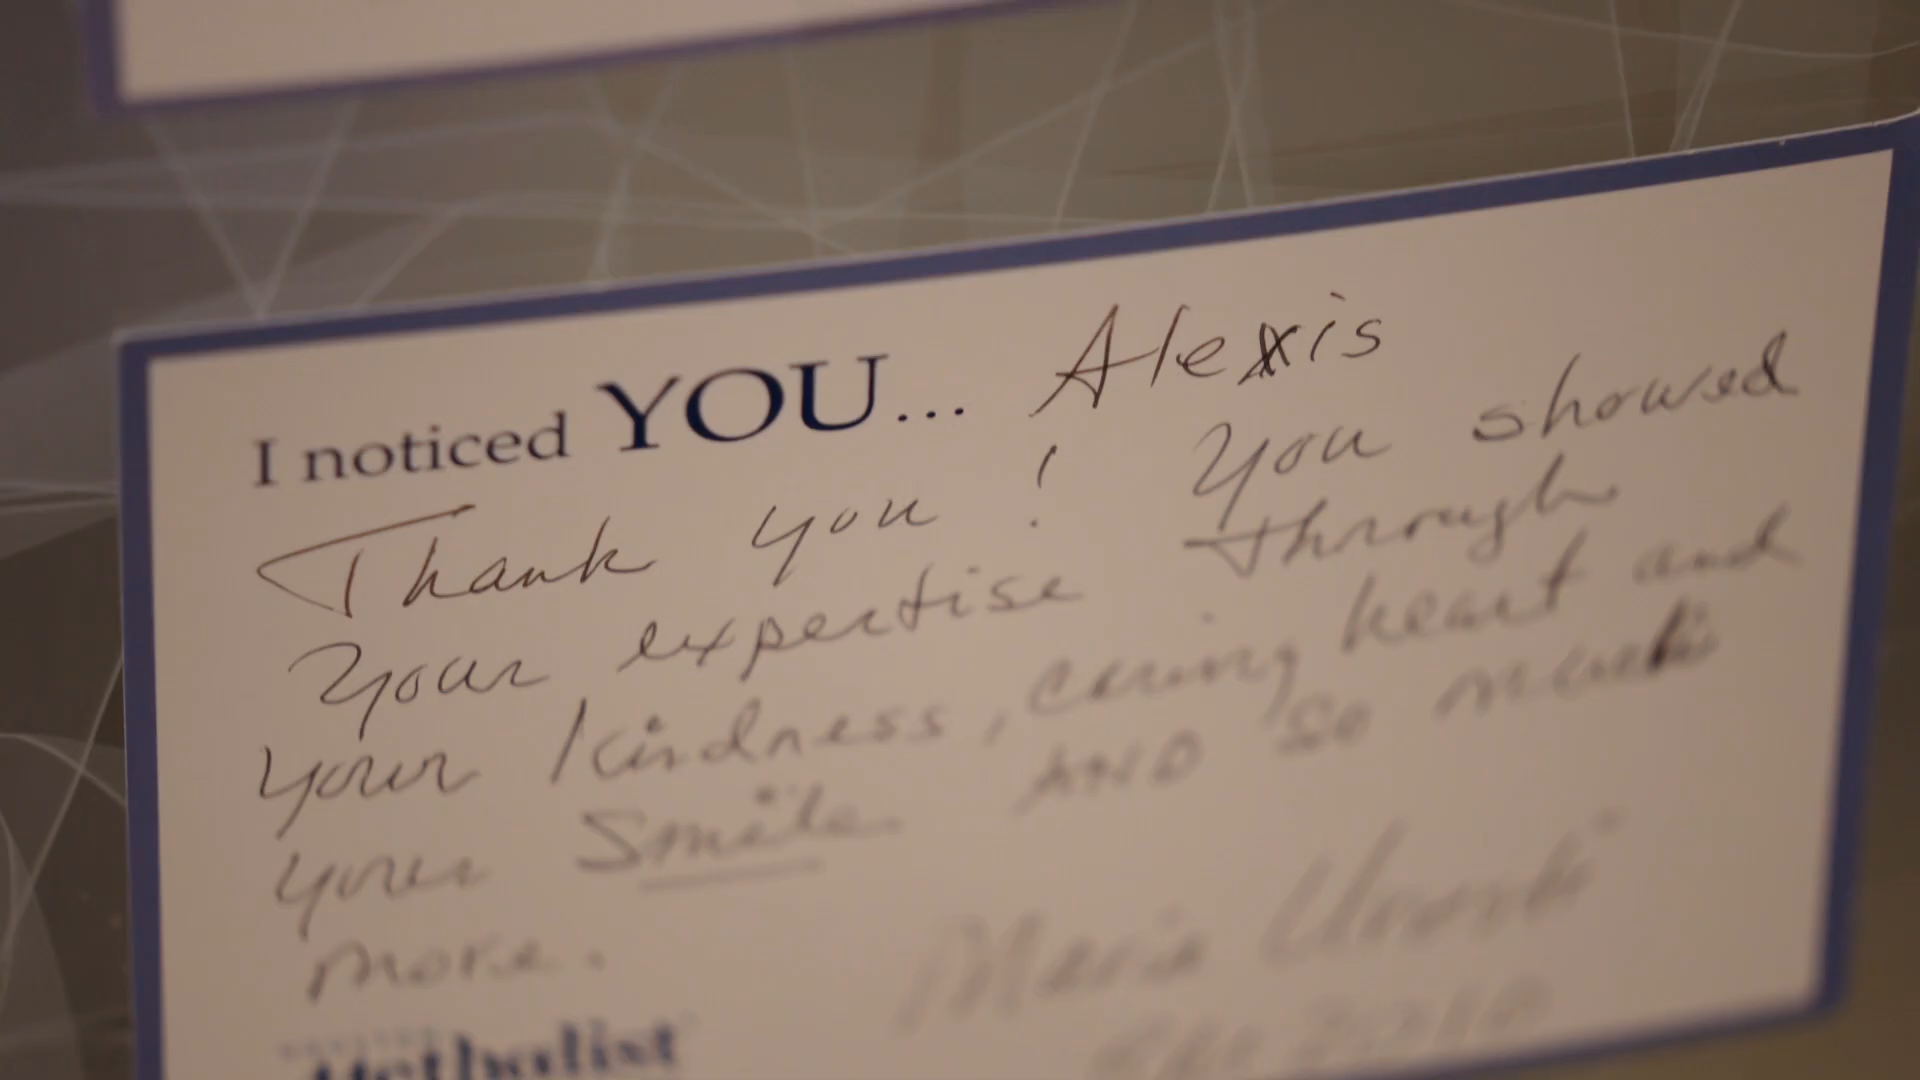 I noticed YOU... Alexis
Thank you! You showed
your expertise through
your kindness, caring heart and
your smile. AND so much
more.
Methodist